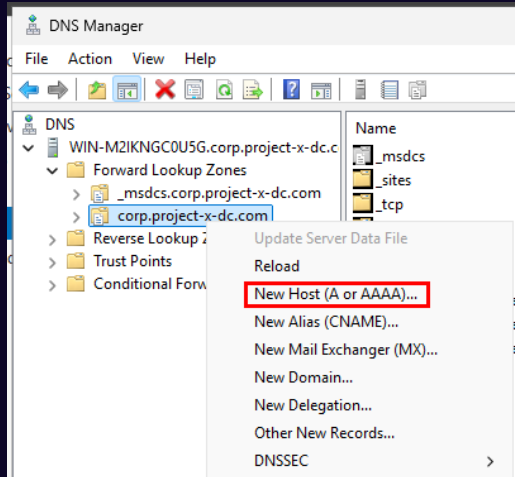 DNS Manager
File Action View Help
DNS
WIN-M2IKNGC0U5G.corp.project-x-dc.c
Forward Lookup Zones
_msdcs.corp.project-x-dc.com
corp.project-x-dc.com
Reverse Lookup Z
Trust Points
Conditional Forw
Name
_msdcs
_sites
_tcp
Update Server Data File
Reload
New Host (A or AAAA)...
New Alias (CNAME)...
New Mail Exchanger (MX)...
New Domain...
New Delegation...
Other New Records...
DNSSEC